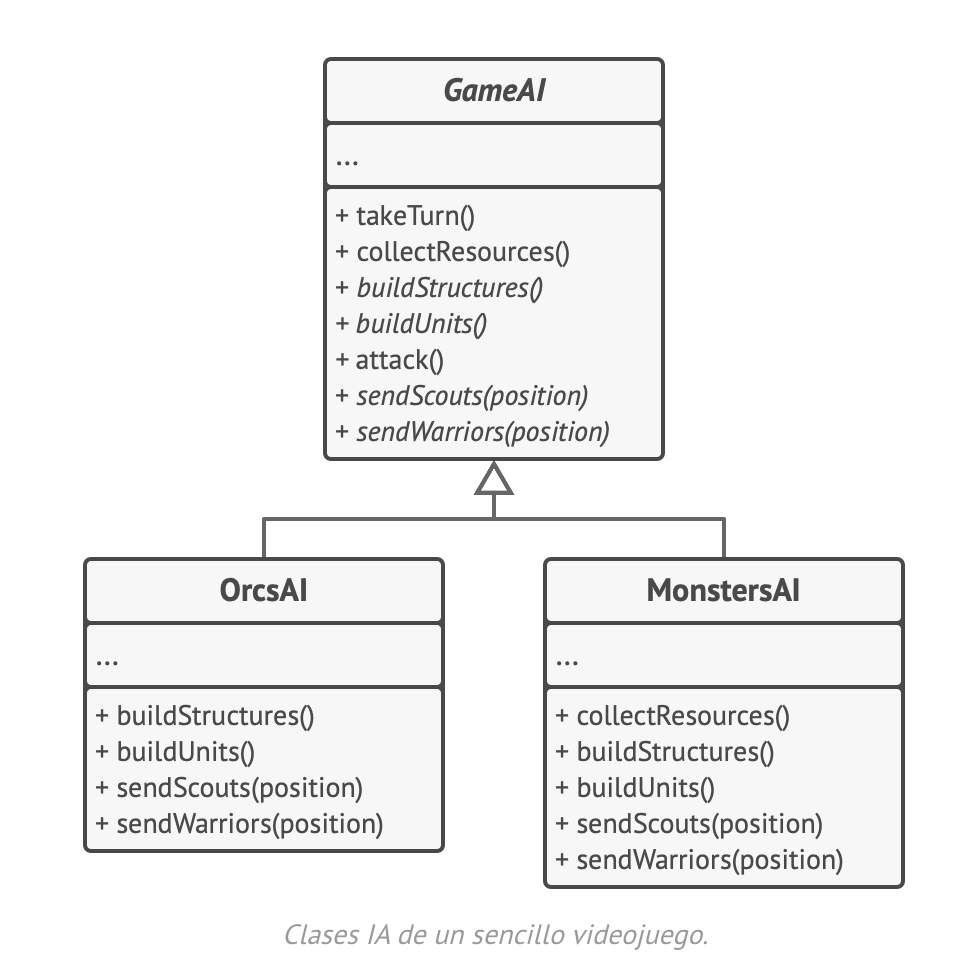 GameAI
...
+ takeTurn()
+ collectResources()
+ buildStructures()
+ buildUnits()
+ attack()
+ sendScouts(position)
+ sendWarriors(position)
OrcsAI
...
+ buildStructures()
+ buildUnits()
+ sendScouts(position)
+ sendWarriors(position)
MonstersAI
...
+ collectResources()
+ buildStructures()
+ buildUnits()
+ sendScouts(position)
+ sendWarriors(position)
Clases IA de un sencillo videojuego.